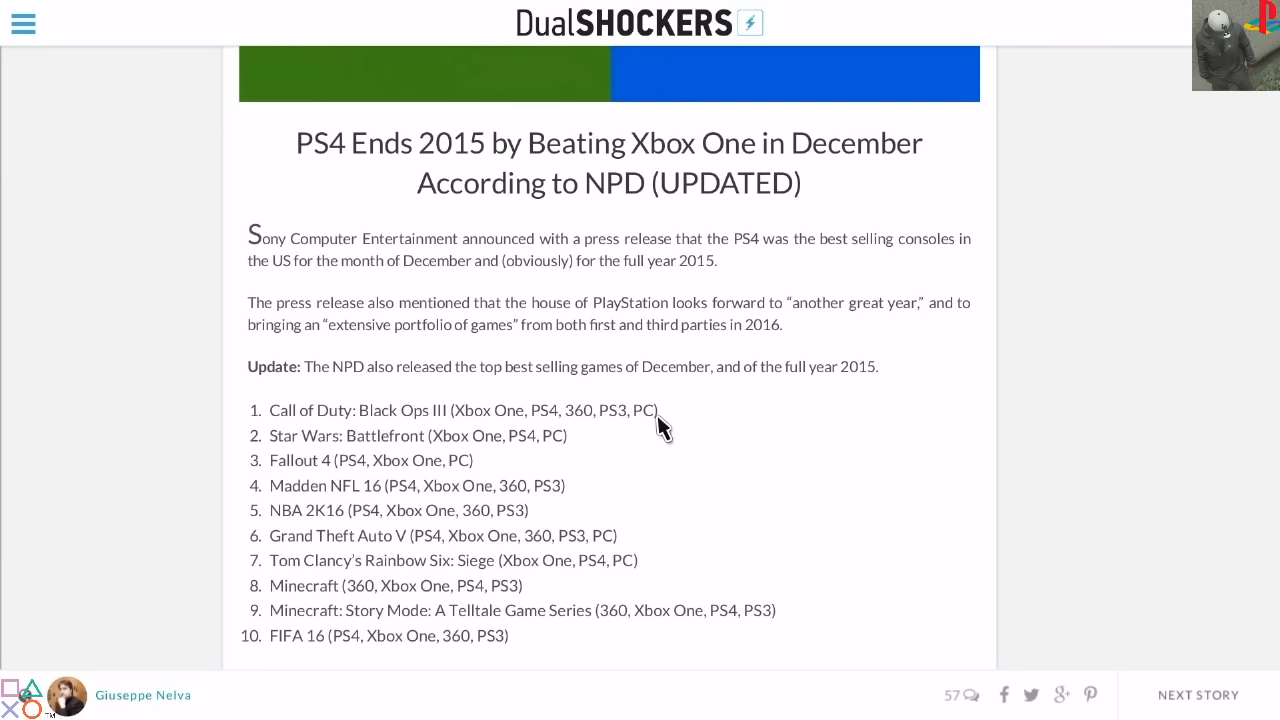 DualSHOCKERS
PS4 Ends 2015 by Beating Xbox One in December
According to NPD (UPDATED)
Sony Computer Entertainment announced with a press release that the PS4 was the best selling consoles in
the US for the month of December and (obviously) for the full year 2015.
The press release also mentioned that the house of PlayStation looks forward to “another great year,” and to
bringing an “extensive portfolio of games” from both first and third parties in 2016.
Update: The NPD also released the top best selling games of December, and of the full year 2015.
1. Call of Duty: Black Ops III (Xbox One, PS4, 360, PS3, PC)
2. Star Wars: Battlefront (Xbox One, PS4, PC)
3. Fallout 4 (PS4, Xbox One, PC)
4. Madden NFL 16 (PS4, Xbox One, 360, PS3)
5. NBA 2K16 (PS4, Xbox One, 360, PS3)
6. Grand Theft Auto V (PS4, Xbox One, 360, PS3, PC)
7. Tom Clancy’s Rainbow Six: Siege (Xbox One, PS4, PC)
8. Minecraft (360, Xbox One, PS4, PS3)
9. Minecraft: Story Mode: A Telltale Game Series (360, Xbox One, PS4, PS3)
10. FIFA 16 (PS4, Xbox One, 360, PS3)
TM
Giuseppe Nelva
57
NEXT STORY